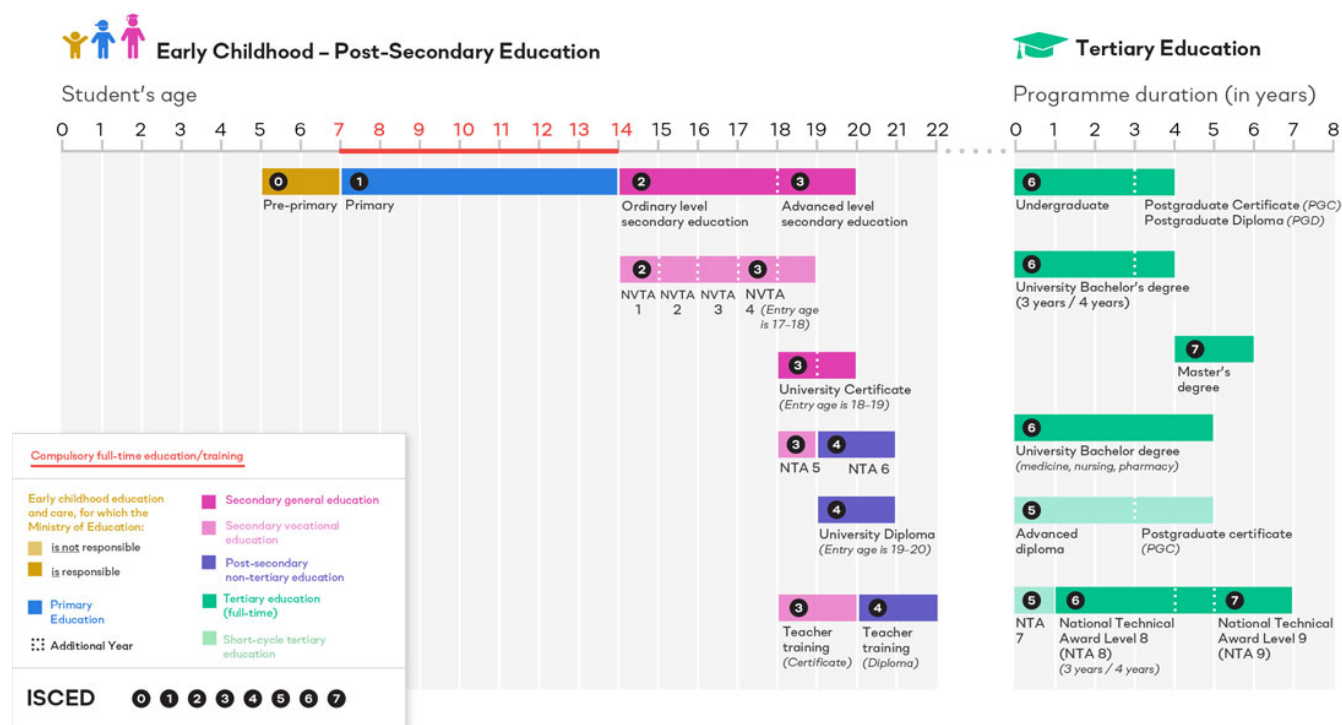 Early Childhood – Post-Secondary Education
Student's age
0 1 2 3 4 5 6 7 8 9 10 11 12 13 14 15 16 17 18 19 20 21 22
0
Pre-primary
1
Primary
2
Ordinary level
secondary education
3
Advanced level
secondary education
2
3
NVTA
1
NVTA
2
NVTA
3
NVTA
4 (Entry age
is 17–18)
3
University Certificate
(Entry age is 18–19)
3
NTA 5
4
NTA 6
4
University Diploma
(Entry age is 19–20)
3
Teacher
training
(Certificate)
4
Teacher
training
(Diploma)
Tertiary Education
Programme duration (in years)
0 1 2 3 4 5 6 7 8
6
Undergraduate
Postgraduate Certificate (PGC)
Postgraduate Diploma (PGD)
6
University Bachelor's degree
(3 years / 4 years)
7
Master's
degree
6
University Bachelor degree
(medicine, nursing, pharmacy)
5
Advanced
diploma
Postgraduate certificate
(PGC)
5
NTA
7
6
National Technical
Award Level 8
(NTA 8)
(3 years / 4 years)
7
National Technical
Award Level 9
(NTA 9)
Compulsory full-time education/training
Early childhood education
and care, for which the
Ministry of Education:
is not responsible
is responsible
Primary
Education
Additional Year
Secondary general education
Secondary vocational
education
Post-secondary
non-tertiary education
Tertiary education
(full-time)
Short-cycle tertiary
education
ISCED 0 1 2 3 4 5 6 7